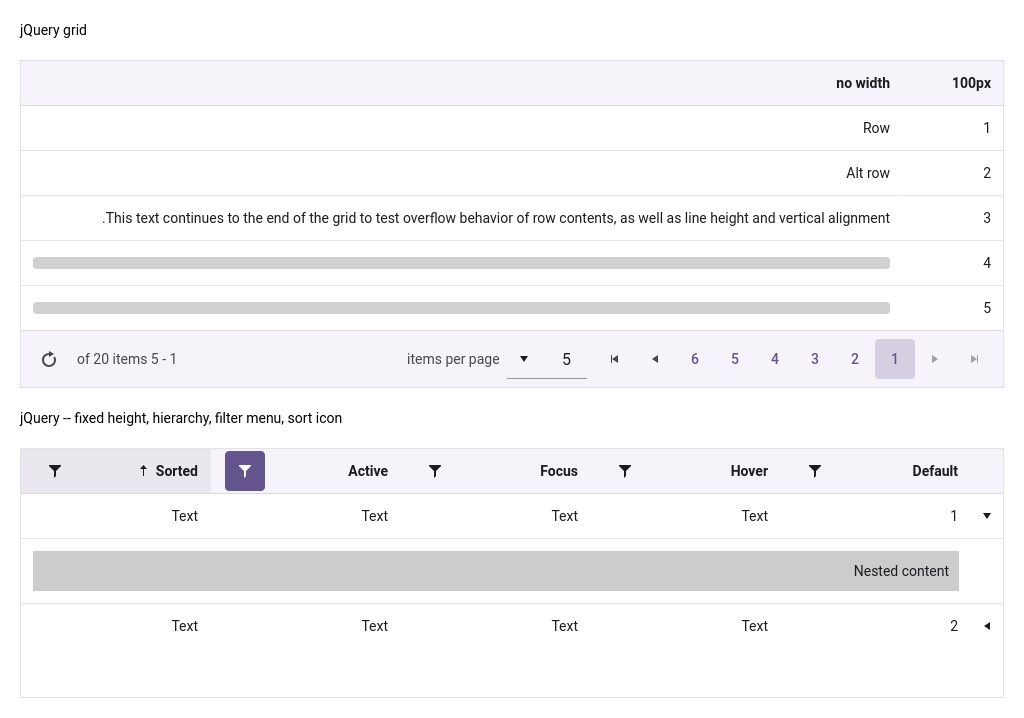 jQuery grid
no width 100px
Row 1
Alt row 2
.This text continues to the end of the grid to test overflow behavior of row contents, as well as line height and vertical alignment 3
4
5
of 20 items 5 - 1 items per page 5 6 5 4 3 2 1
jQuery -- fixed height, hierarchy, filter menu, sort icon
Sorted Active Focus Hover Default
Text Text Text Text 1
Nested content
Text Text Text Text 2